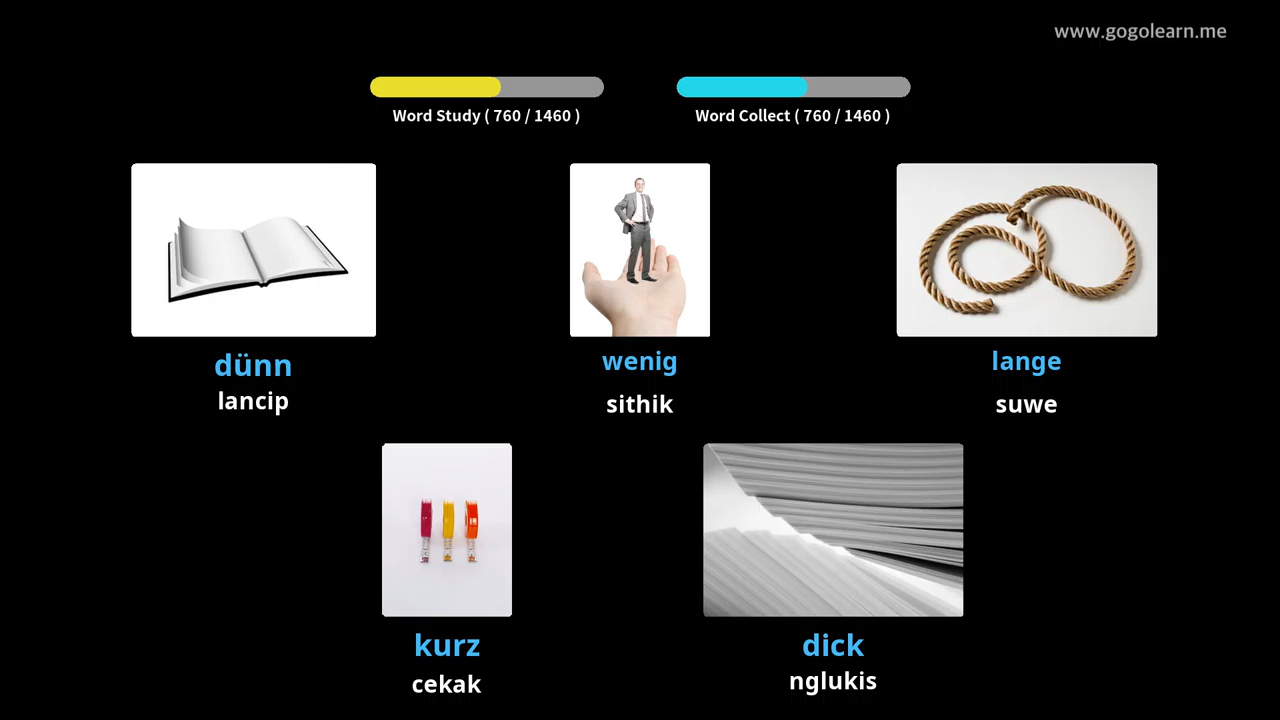 www.gogolearn.me
Word Study ( 760 / 1460 )
Word Collect ( 760 / 1460 )
dünn
lancip
wenig
sithik
lange
suwe
kurz
cekak
dick
nglukis